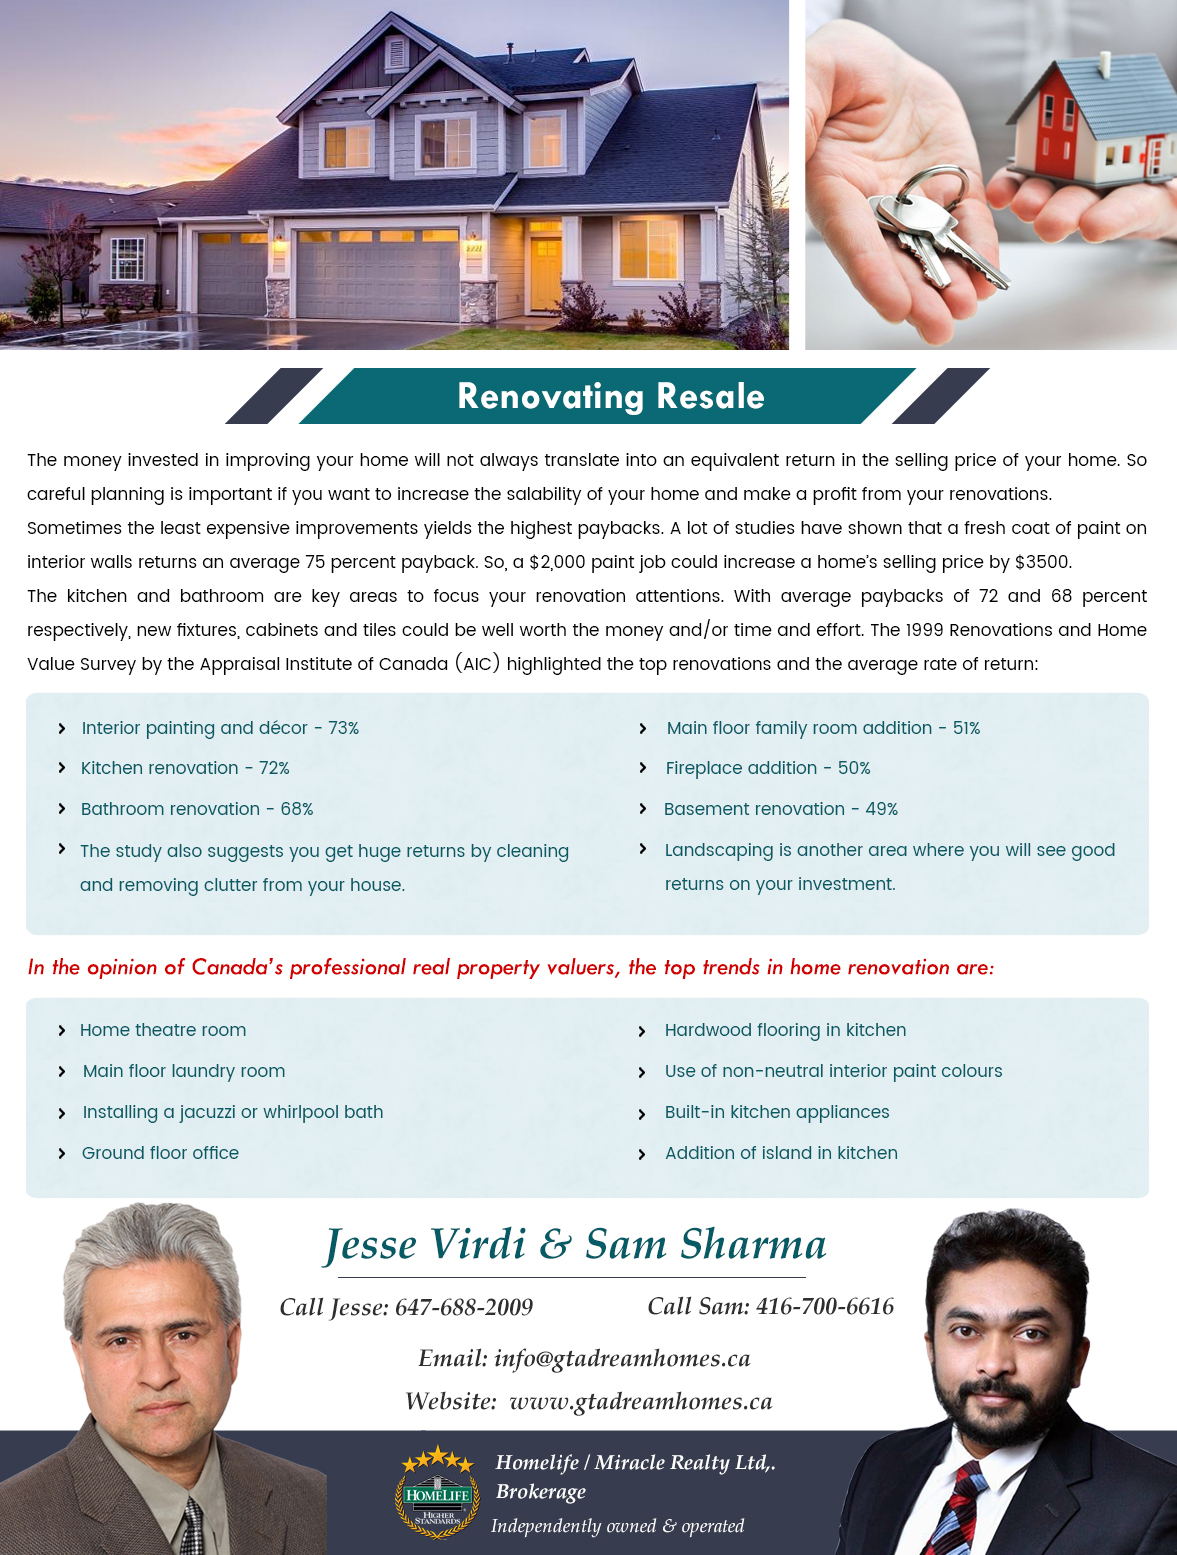 Renovating Resale
The money invested in improving your home will not always translate into an equivalent return in the selling price of your home. So
careful planning is important if you want to increase the salability of your home and make a profit from your renovations.
Sometimes the least expensive improvements yields the highest paybacks. A lot of studies have shown that a fresh coat of paint on
interior walls returns an average 75 percent payback. So, a $2,000 paint job could increase a home's selling price by $3500.
The kitchen and bathroom are key areas to focus your renovation attentions. With average paybacks of 72 and 68 percent
respectively, new fixtures, cabinets and tiles could be well worth the money and/or time and effort. The 1999 Renovations and Home
Value Survey by the Appraisal Institute of Canada (AIC) highlighted the top renovations and the average rate of return:
Interior painting and décor - 73%
Kitchen renovation - 72%
Bathroom renovation - 68%
The study also suggests you get huge returns by cleaning
and removing clutter from your house.
Main floor family room addition - 51%
Fireplace addition - 50%
Basement renovation - 49%
Landscaping is another area where you will see good
returns on your investment.
In the opinion of Canada's professional real property valuers, the top trends in home renovation are:
Home theatre room
Main floor laundry room
Installing a jacuzzi or whirlpool bath
Ground floor office
Hardwood flooring in kitchen
Use of non-neutral interior paint colours
Built-in kitchen appliances
Addition of island in kitchen
Jesse Virdi & Sam Sharma
Call Jesse: 647-688-2009
Call Sam: 416-700-6616
Email: info@gtadreamhomes.ca
Website: www.gtadreamhomes.ca
HOMELIFE
HIGHER
STANDARDS
Homelife / Miracle Realty Ltd,.
Brokerage
Independently owned & operated